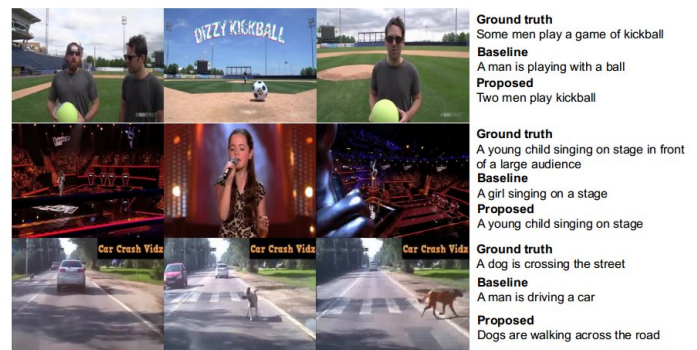 DIZZY KICKBALL
Ground truth
Some men play a game of kickball
Baseline
A man is playing with a ball
Proposed
Two men play kickball
Ground truth
A young child singing on stage in front
of a large audience
Baseline
A girl singing on a stage
Proposed
A young child singing on stage
Car Crash Vidz
Car Crash Vidz
Car Crash Vidz
Ground truth
A dog is crossing the street
Baseline
A man is driving a car
Proposed
Dogs are walking across the road